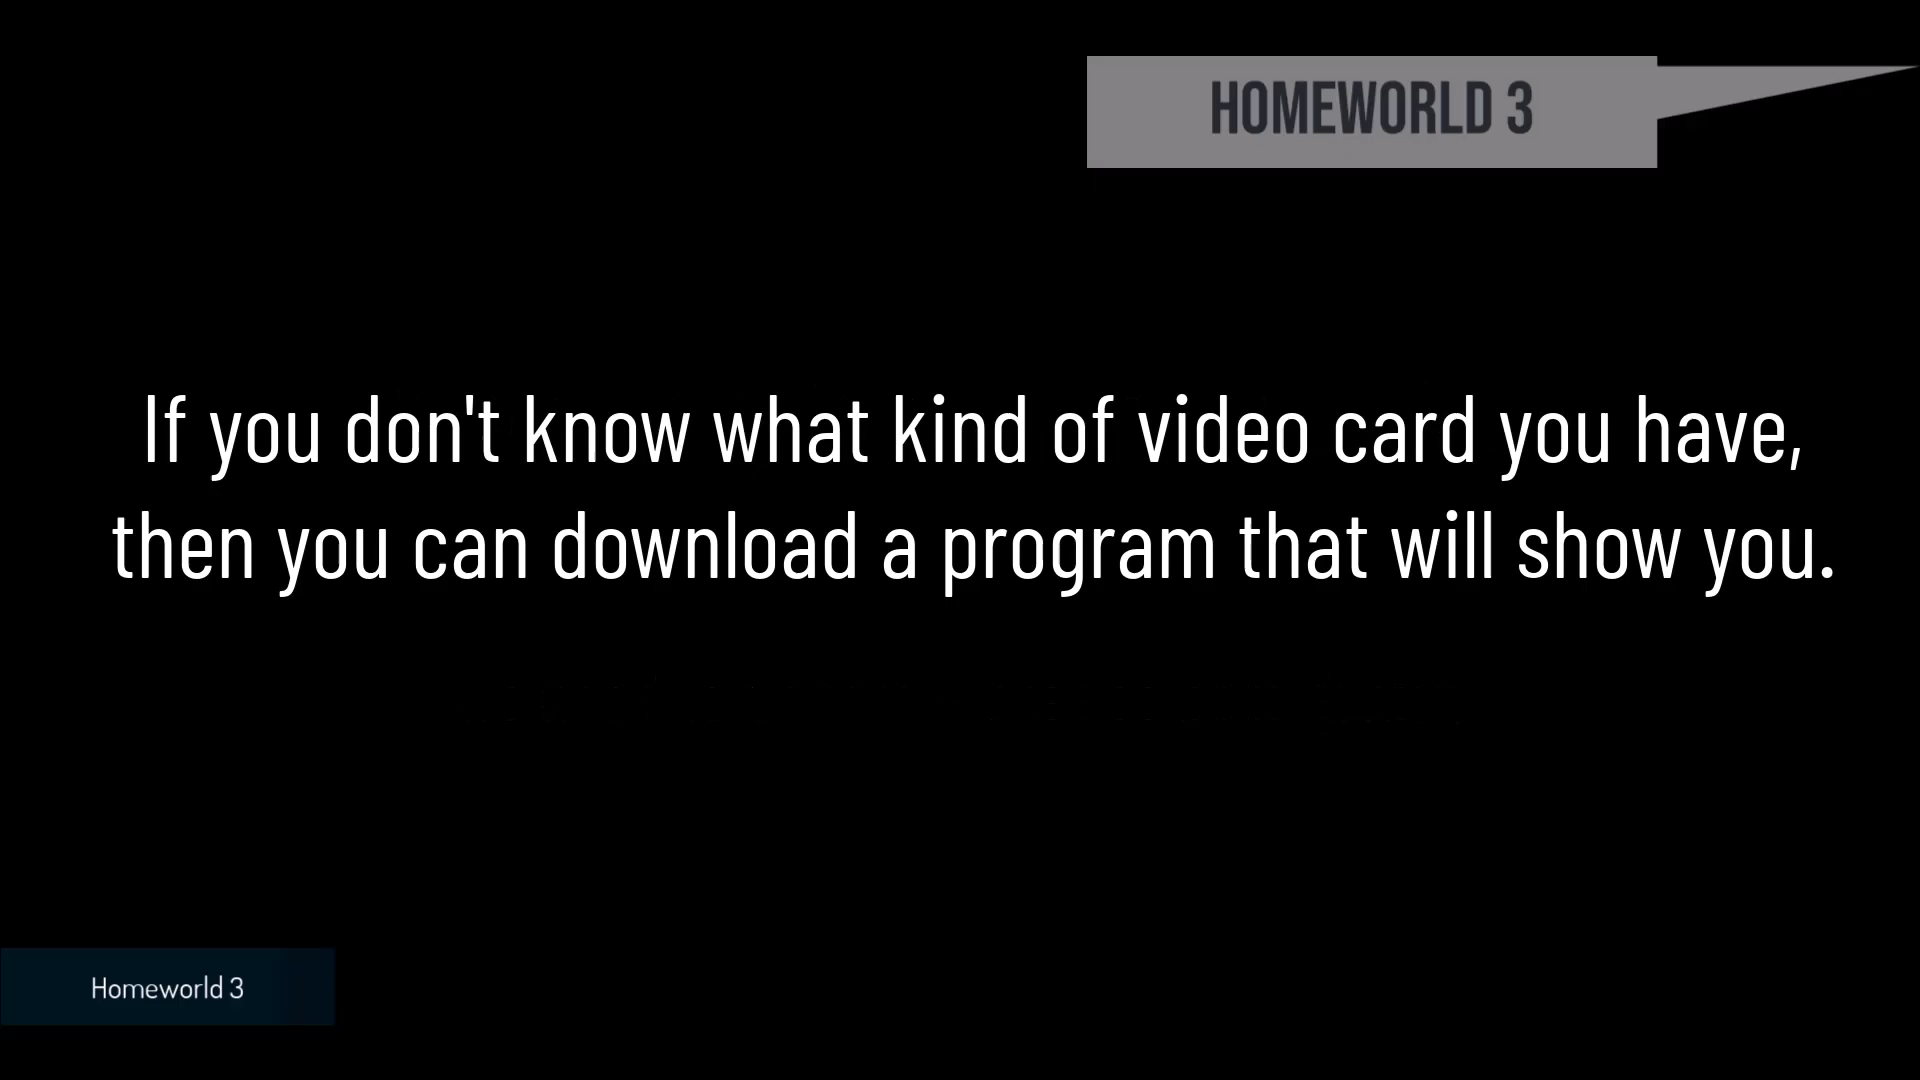 HOMEWORLD 3
If you don't know what kind of video card you have,
then you can download a program that will show you.
Homeworld 3